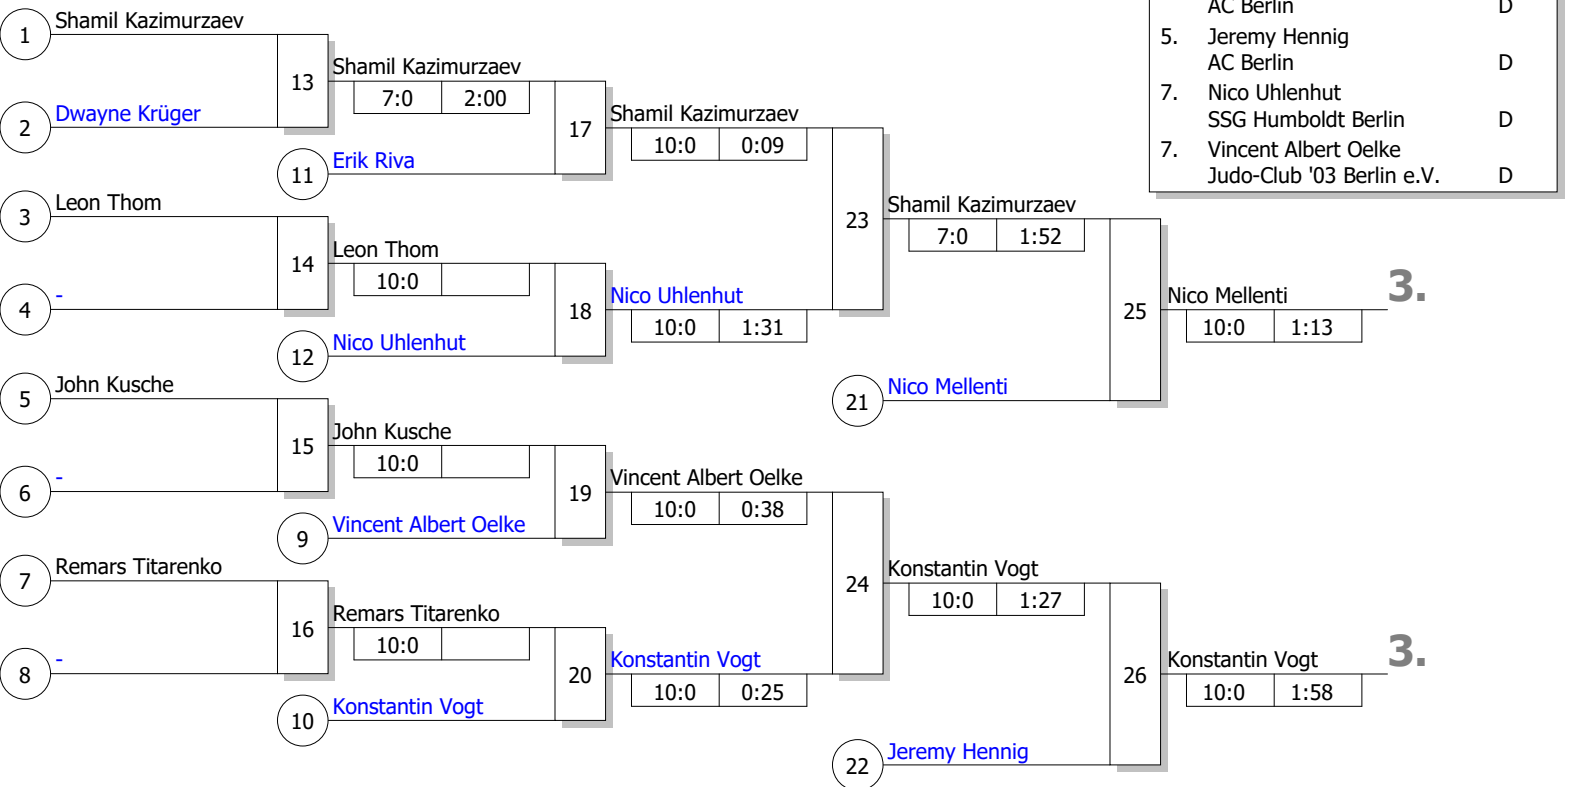 1 Shamil Kazimurzaev
2 Dwayne Krüger
13 Shamil Kazimurzaev
7:0 2:00
11 Erik Riva
17 Shamil Kazimurzaev
10:0 0:09
3 Leon Thom
4 -
14 Leon Thom
10:0
12 Nico Uhlenhut
18 Nico Uhlenhut
10:0 1:31
23 Shamil Kazimurzaev
7:0 1:52
21 Nico Mellenti
25 Nico Mellenti 3.
10:0 1:13
5 John Kusche
6 -
15 John Kusche
10:0
9 Vincent Albert Oelke
19 Vincent Albert Oelke
10:0 0:38
7 Remars Titarenko
8 -
16 Remars Titarenko
10:0
10 Konstantin Vogt
20 Konstantin Vogt
10:0 0:25
24 Konstantin Vogt
10:0 1:27
22 Jeremy Hennig
26 Konstantin Vogt 3.
10:0 1:58
AC Berlin D
5. Jeremy Hennig
AC Berlin D
7. Nico Uhlenhut
SSG Humboldt Berlin D
7. Vincent Albert Oelke
Judo-Club '03 Berlin e.V. D